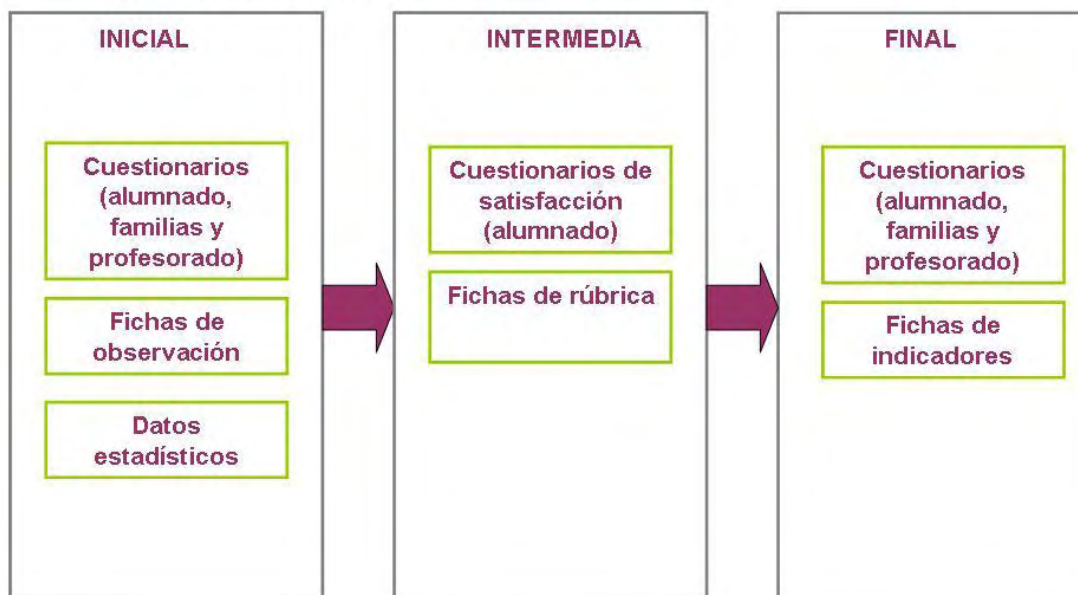 INICIAL
Cuestionarios
(alumnado,
familias y
profesorado)
Fichas de
observación
Datos
estadísticos
INTERMEDIA
Cuestionarios de
satisfacción
(alumnado)
Fichas de rúbrica
FINAL
Cuestionarios
(alumnado,
familias y
profesorado)
Fichas de
indicadores